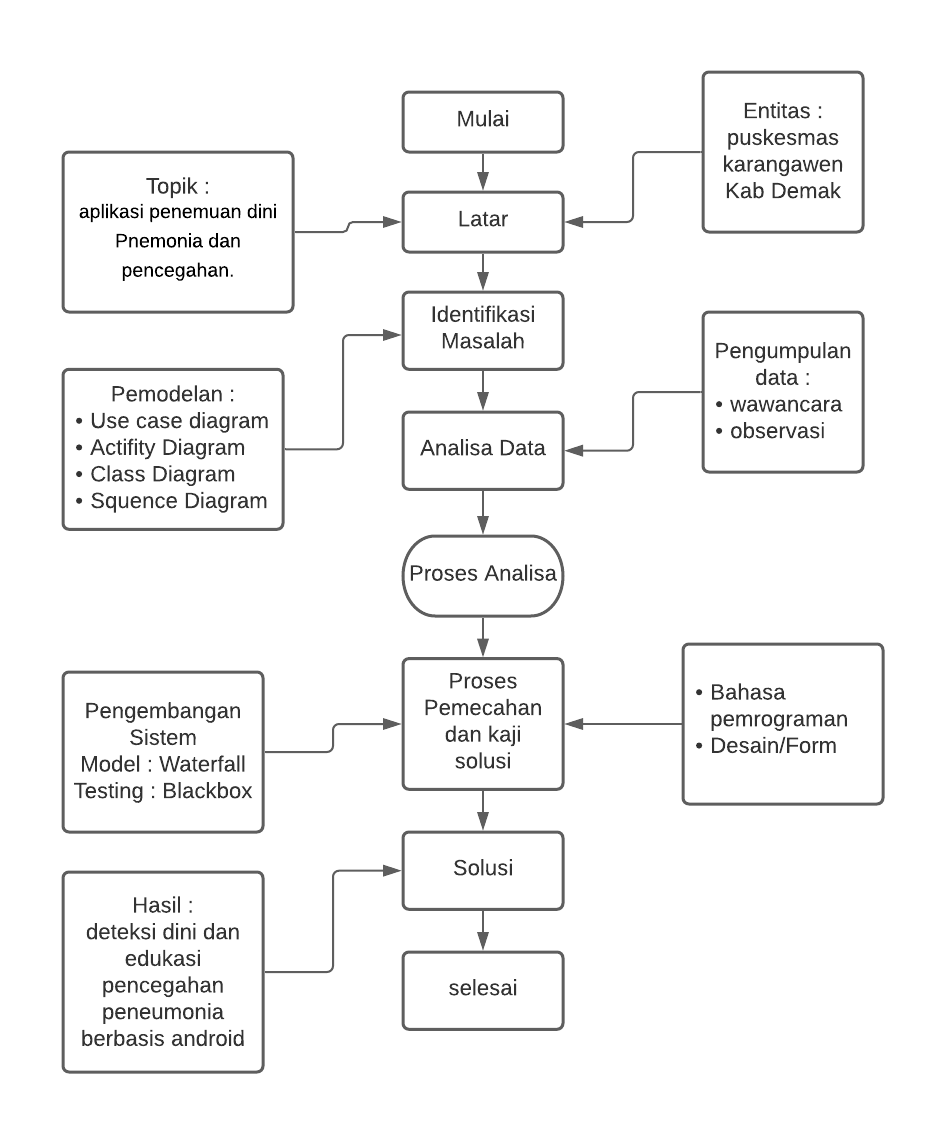 Mulai
Entitas :
puskesmas
karangawen
Kab Demak
Topik :
aplikasi penemuan dini
Pnemonia dan
pencegahan.
Latar
Identifikasi
Masalah
Pemodelan :
• Use case diagram
• Actifity Diagram
• Class Diagram
• Squence Diagram
Pengumpulan
data :
• wawancara
• observasi
Analisa Data
Proses Analisa
Proses
Pemecahan
dan kaji
solusi
Pengembangan
Sistem
Model : Waterfall
Testing : Blackbox
• Bahasa
pemrograman
• Desain/Form
Solusi
Hasil :
deteksi dini dan
edukasi
pencegahan
peneumonia
berbasis android
selesai